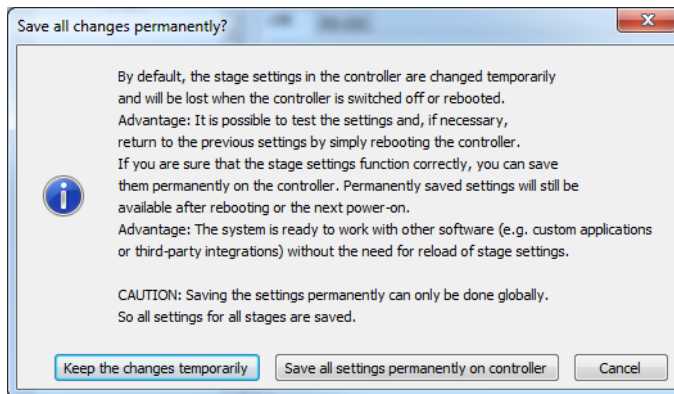 Save all changes permanently?
By default, the stage settings in the controller are changed temporarily
and will be lost when the controller is switched off or rebooted.
Advantage: It is possible to test the settings and, if necessary,
return to the previous settings by simply rebooting the controller.
If you are sure that the stage settings function correctly, you can save
them permanently on the controller. Permanently saved settings will still be
available after rebooting or the next power-on.
Advantage: The system is ready to work with other software (e.g. custom applications
or third-party integrations) without the need for reload of stage settings.
CAUTION: Saving the settings permanently can only be done globally.
So all settings for all stages are saved.
Keep the changes temporarily Save all settings permanently on controller Cancel